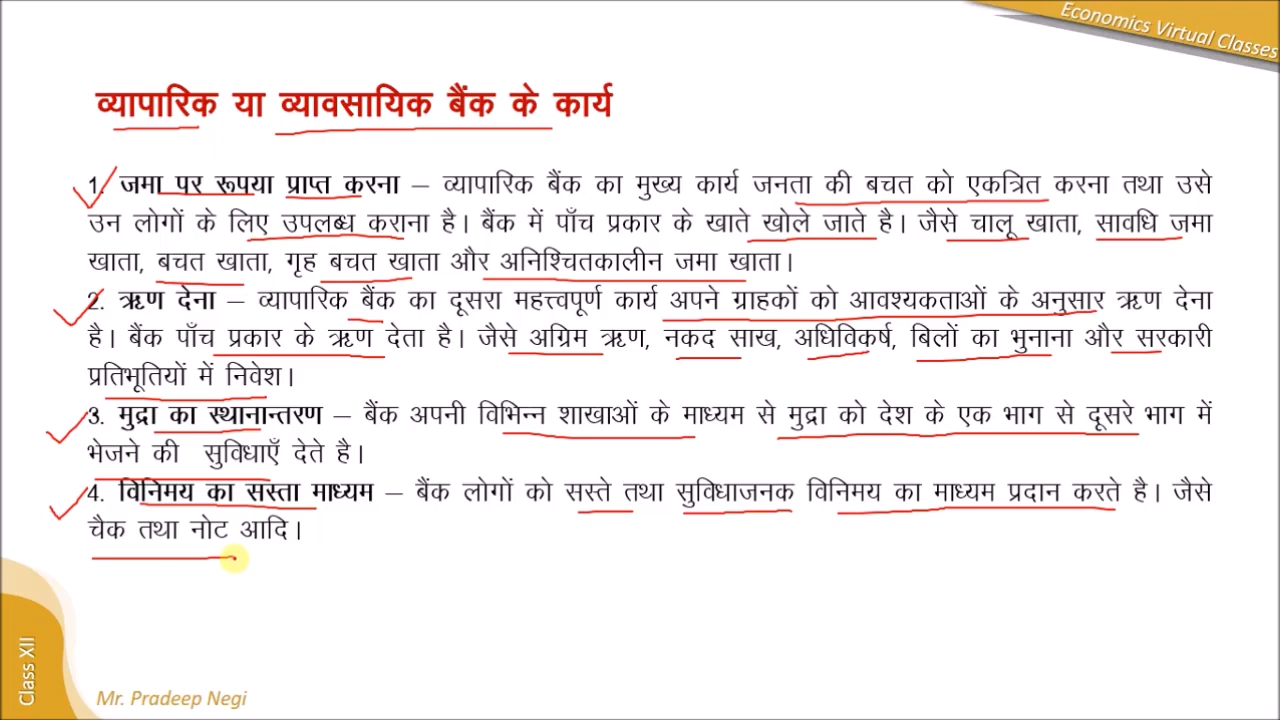 Economics Virtual Classes
व्यापारिक या व्यावसायिक बैंक के कार्य
1. जमा पर रूपया प्राप्त करना – व्यापारिक बैंक का मुख्य कार्य जनता की बचत को एकत्रित करना तथा उसे
उन लोगों के लिए उपलब्ध कराना है। बैंक में पाँच प्रकार के खाते खोले जाते है। जैसे चालू खाता, सावधि जमा
खाता, बचत खाता, गृह बचत खाता और अनिश्चितकालीन जमा खाता।
2. ऋण देना – व्यापारिक बैंक का दूसरा महत्त्वपूर्ण कार्य अपने ग्राहकों को आवश्यकताओं के अनुसार ऋण देना
है। बैंक पाँच प्रकार के ऋण देता है। जैसे अग्रिम ऋण, नकद साख, अधिविकर्ष, बिलों का भुनाना और सरकारी
प्रतिभूतियों में निवेश।
3. मुद्रा का स्थानान्तरण – बैंक अपनी विभिन्न शाखाओं के माध्यम से मुद्रा को देश के एक भाग से दूसरे भाग में
भेजने की सुविधाएँ देते है।
4. विनिमय का सस्ता माध्यम – बैंक लोगों को सस्ते तथा सुविधाजनक विनिमय का माध्यम प्रदान करते है। जैसे
चैक तथा नोट आदि।
Class XII
Mr. Pradeep Negi